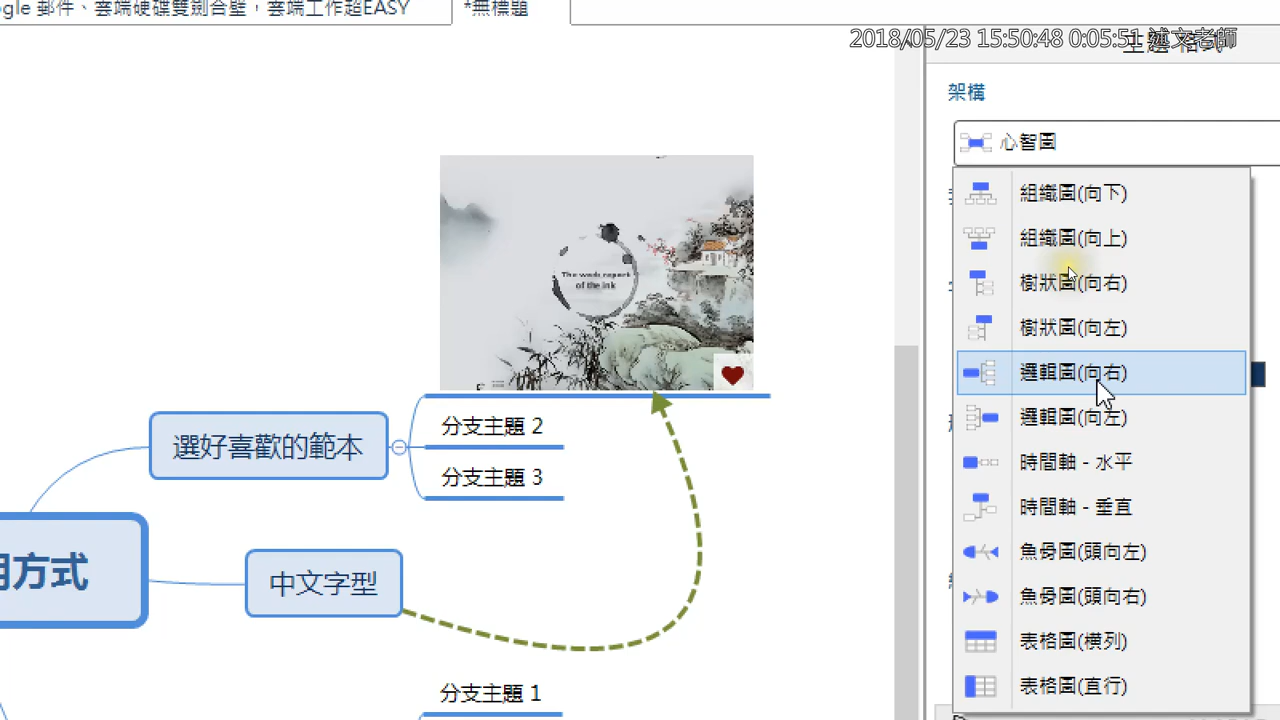 gle 郵件、雲端硬碟雙劍合壁，雲端工作超EASY
*無標題
2018/05/23 15:50:48 0:05:51
老師
架構
心智圖
組織圖(向下)
組織圖(向上)
樹狀圖(向右)
樹狀圖(向左)
邏輯圖(向右)
邏輯圖(向左)
時間軸 - 水平
時間軸 - 垂直
魚骨圖(頭向左)
魚骨圖(頭向右)
表格圖(橫列)
表格圖(直行)
The work report
of the ink
選好喜歡的範本
分支主題 2
分支主題 3
方式
中文字型
分支主題 1